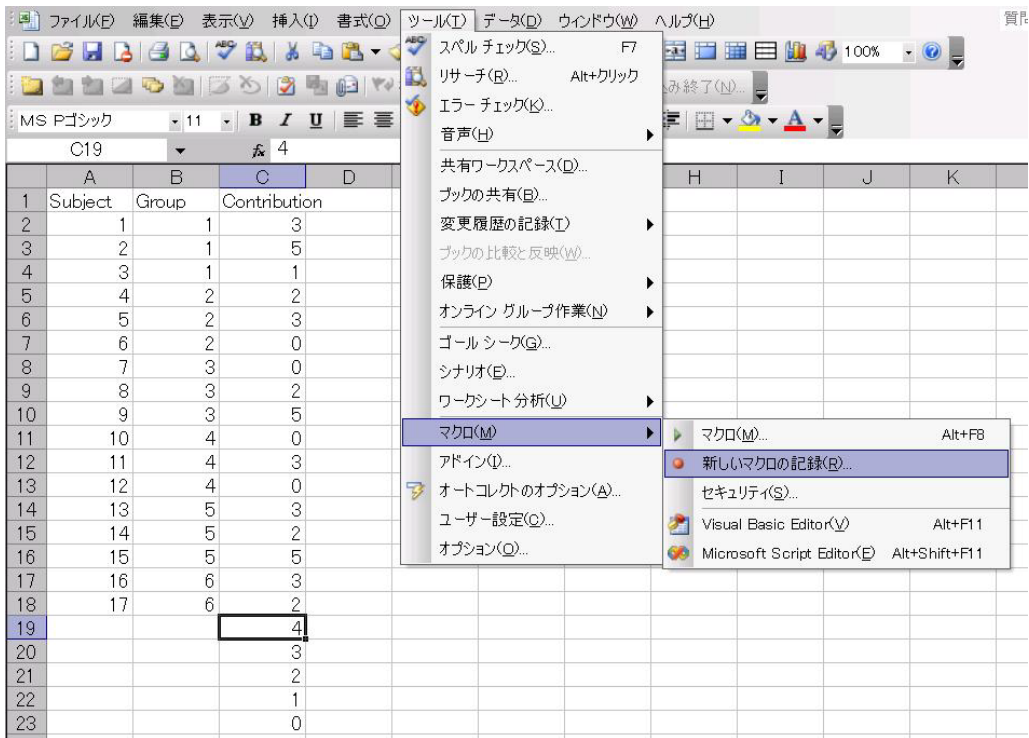 ファイル(F) 編集(E) 表示(V) 挿入(I) 書式(O) ツール(T) データ(D) ウィンドウ(W) ヘルプ(H) 質問
100%
み終了(N)...
MS Pゴシック 11 B I U A
C19 fx 4
A B C D H I J K
1 Subject Group Contribution
2 1 1 3
3 2 1 5
4 3 1 1
5 4 2 2
6 5 2 3
7 6 2 0
8 7 3 0
9 8 3 2
10 9 3 5
11 10 4 0
12 11 4 3
13 12 4 0
14 13 5 3
15 14 5 2
16 15 5 5
17 16 6 3
18 17 6 2
19 4
20 3
21 2
22 1
23 0
スペル チェック(S)... F7
リサーチ(R)... Alt+クリック
エラー チェック(K)...
音声(H)
共有ワークスペース(D)...
ブックの共有(B)...
変更履歴の記録(T)
ブックの比較と反映(W)...
保護(P)
オンライン グループ作業(N)
ゴール シーク(G)...
シナリオ(E)...
ワークシート分析(U)
マクロ(M)
アドイン(I)...
オートコレクトのオプション(A)...
ユーザー設定(C)...
オプション(O)...
マクロ(M)... Alt+F8
新しいマクロの記録(R)...
セキュリティ(S)...
Visual Basic Editor(V) Alt+F11
Microsoft Script Editor(E) Alt+Shift+F11